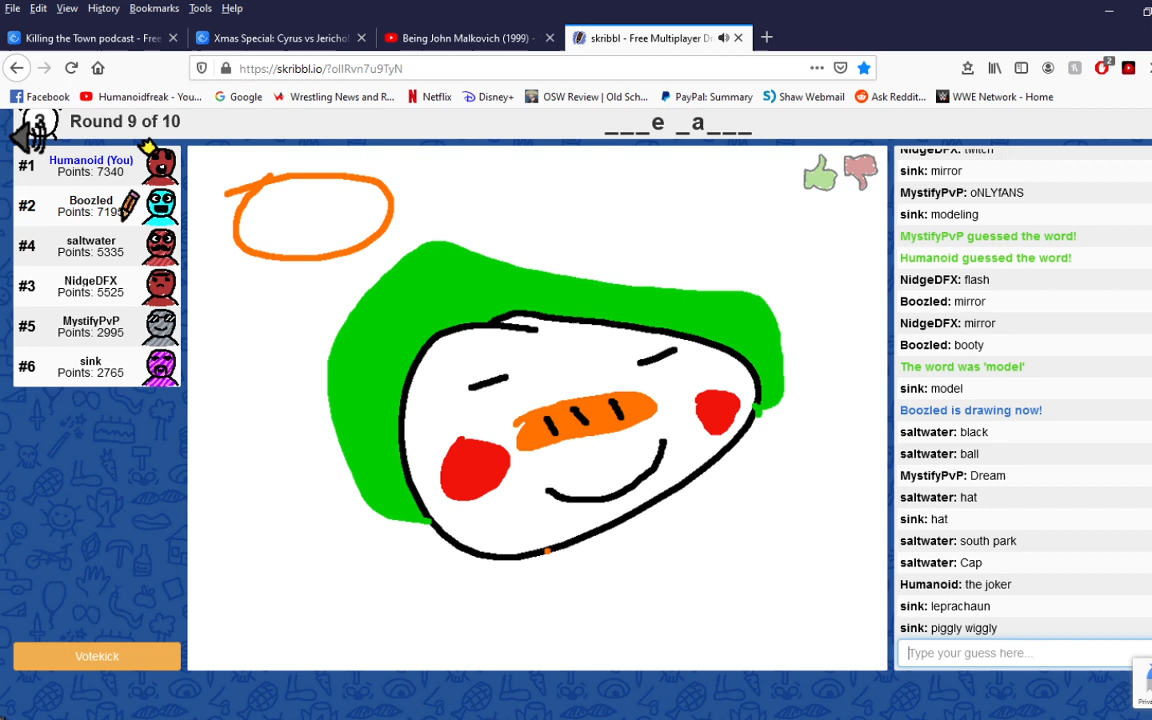 File Edit View History Bookmarks Tools Help
Killing the Town podcast - Free
Xmas Special: Cyrus vs Jericho
Being John Malkovich (1999) -
skribbl - Free Multiplayer Dr
https://skribbl.io/?olIRvn7u9TyN
2
Facebook Humanoidfreak - You... Google Wrestling News and R... Netflix Disney+ OSW Review | Old Sch... PayPal: Summary Shaw Webmail Ask Reddit... WWE Network - Home
3 Round 9 of 10
___e _a___
#1 Humanoid (You)
Points: 7340
#2 Boozled
Points: 7195
#4 saltwater
Points: 5335
#3 NidgeDFX
Points: 5525
#5 MystifyPvP
Points: 2995
#6 sink
Points: 2765
Votekick
NidgeDFX: twitch
sink: mirror
MystifyPvP: oNLYfANS
sink: modeling
MystifyPvP guessed the word!
Humanoid guessed the word!
NidgeDFX: flash
Boozled: mirror
NidgeDFX: mirror
Boozled: booty
The word was 'model'
sink: model
Boozled is drawing now!
saltwater: black
saltwater: ball
MystifyPvP: Dream
saltwater: hat
sink: hat
saltwater: south park
saltwater: Cap
Humanoid: the joker
sink: leprachaun
sink: piggly wiggly
Type your guess here...